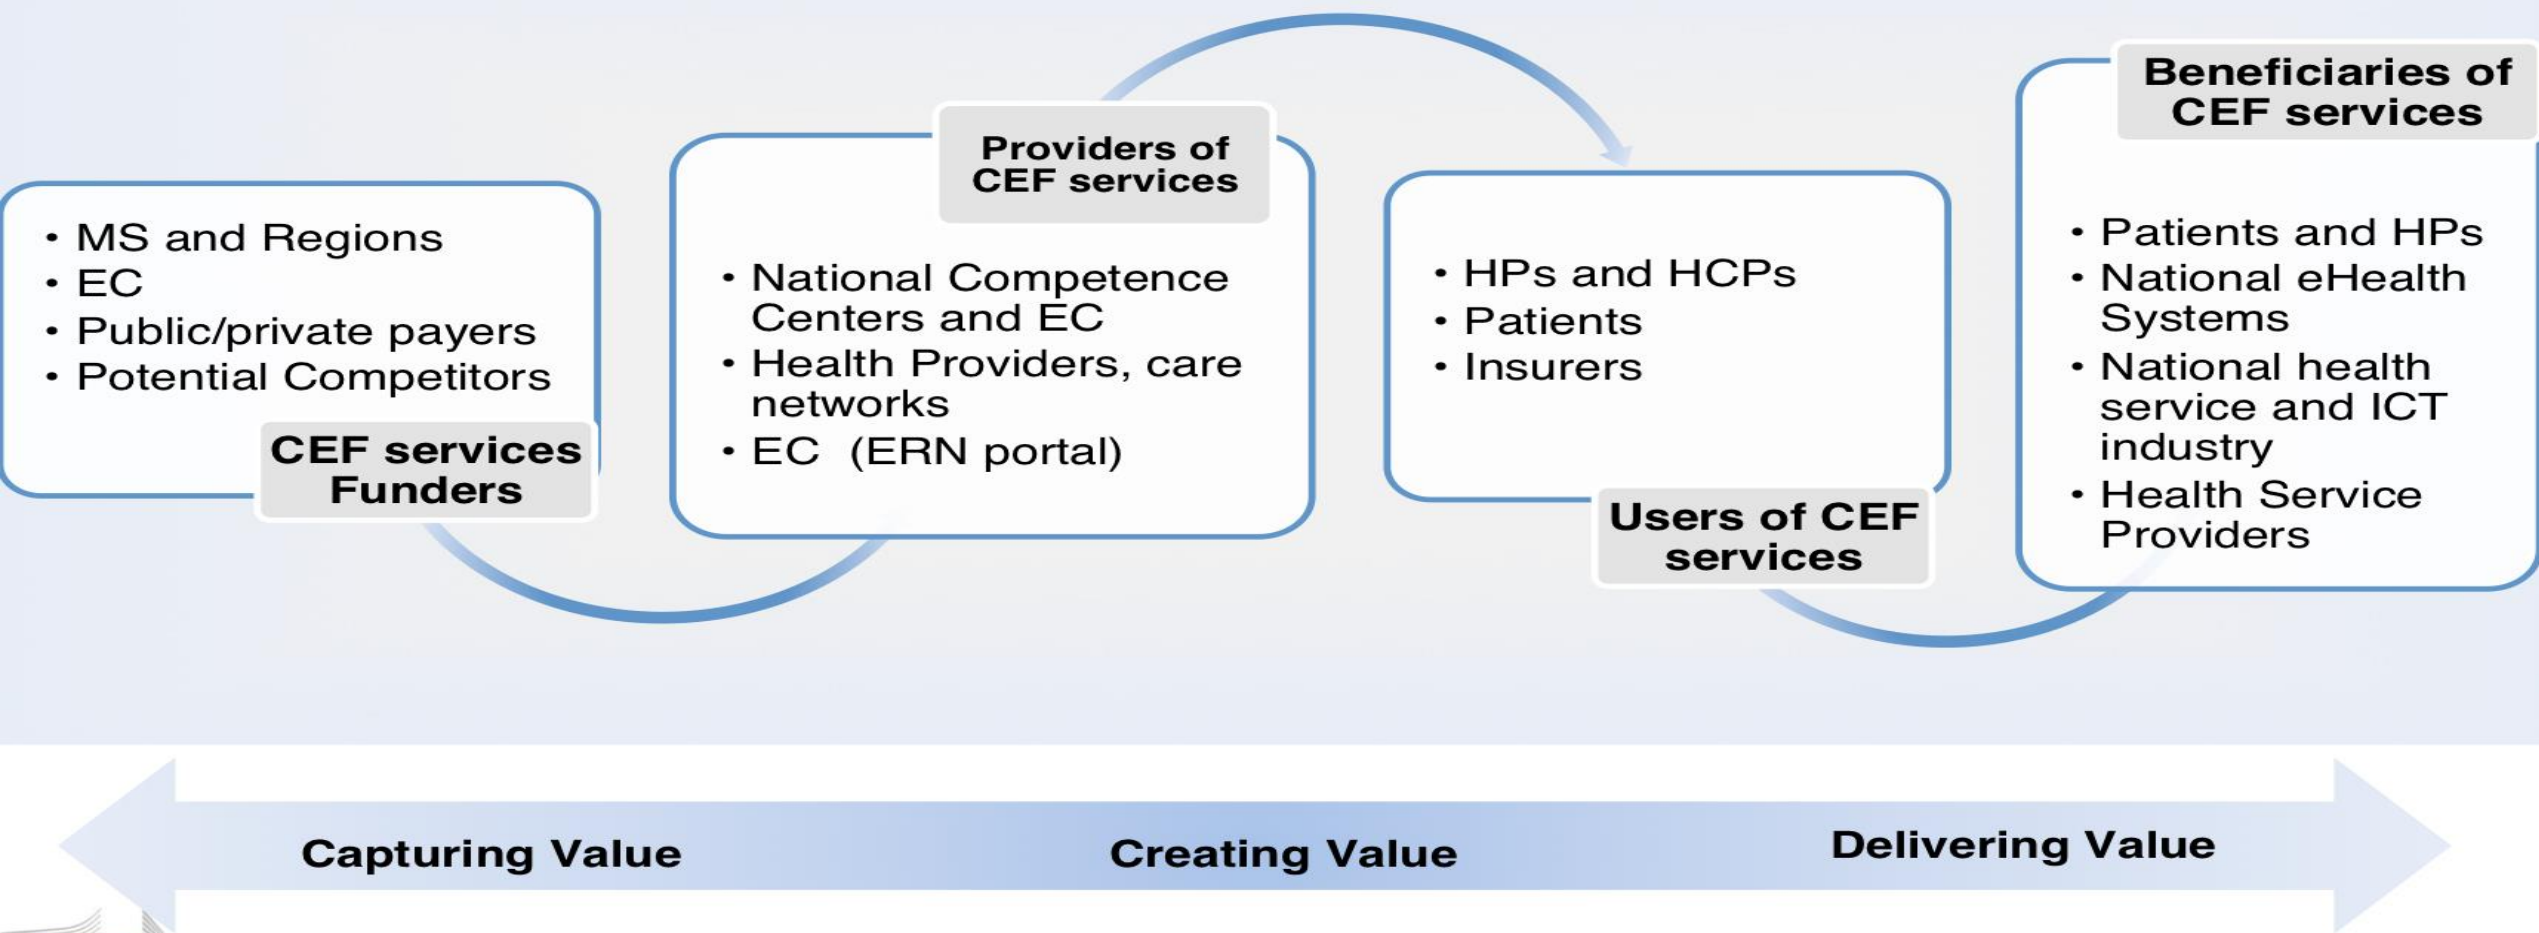 • MS and Regions
• EC
• Public/private payers
• Potential Competitors
CEF services
Funders
Providers of
CEF services
• National Competence
Centers and EC
• Health Providers, care
networks
• EC (ERN portal)
• HPs and HCPs
• Patients
• Insurers
Users of CEF
services
Beneficiaries of
CEF services
• Patients and HPs
• National eHealth
Systems
• National health
service and ICT
industry
• Health Service
Providers
Capturing Value
Creating Value
Delivering Value